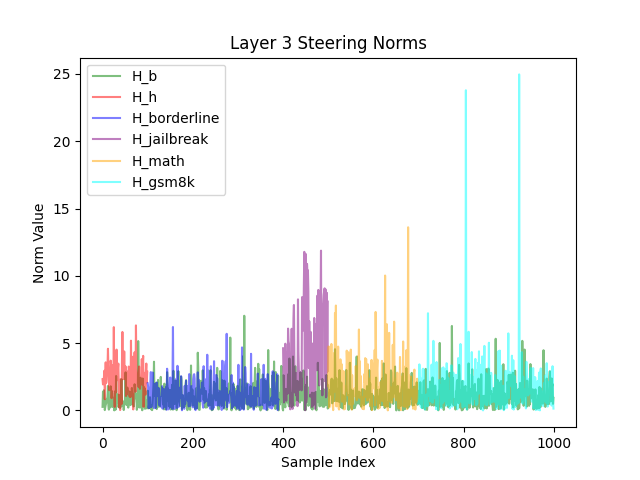 Layer 3 Steering Norms
H_b
H_h
H_borderline
H_jailbreak
H_math
H_gsm8k
25
20
15
10
5
0
Norm Value
0
200
400
600
800
1000
Sample Index